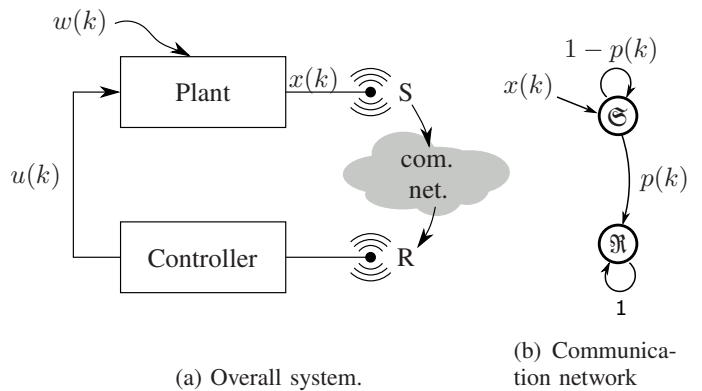 w(k)
Plant
x(k)
S
com.
net.
u(k)
Controller
R
(a) Overall system.
1 − p(k)
x(k)
𝔖
p(k)
ℜ
1
(b) Communica-
tion network